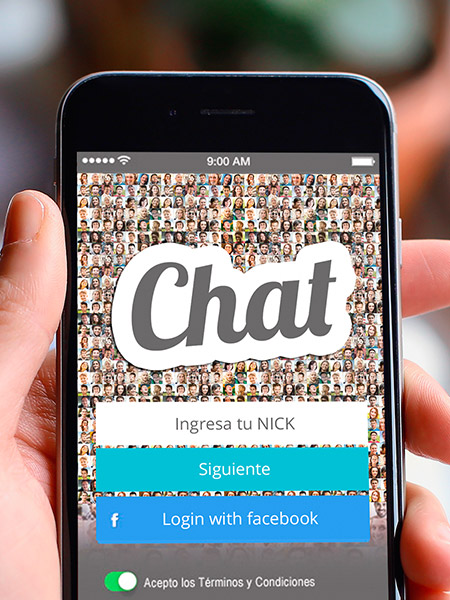 9:00 AM
Chat
Ingresa tu NICK
Siguiente
f Login with facebook
Acepto los Términos y Condiciones